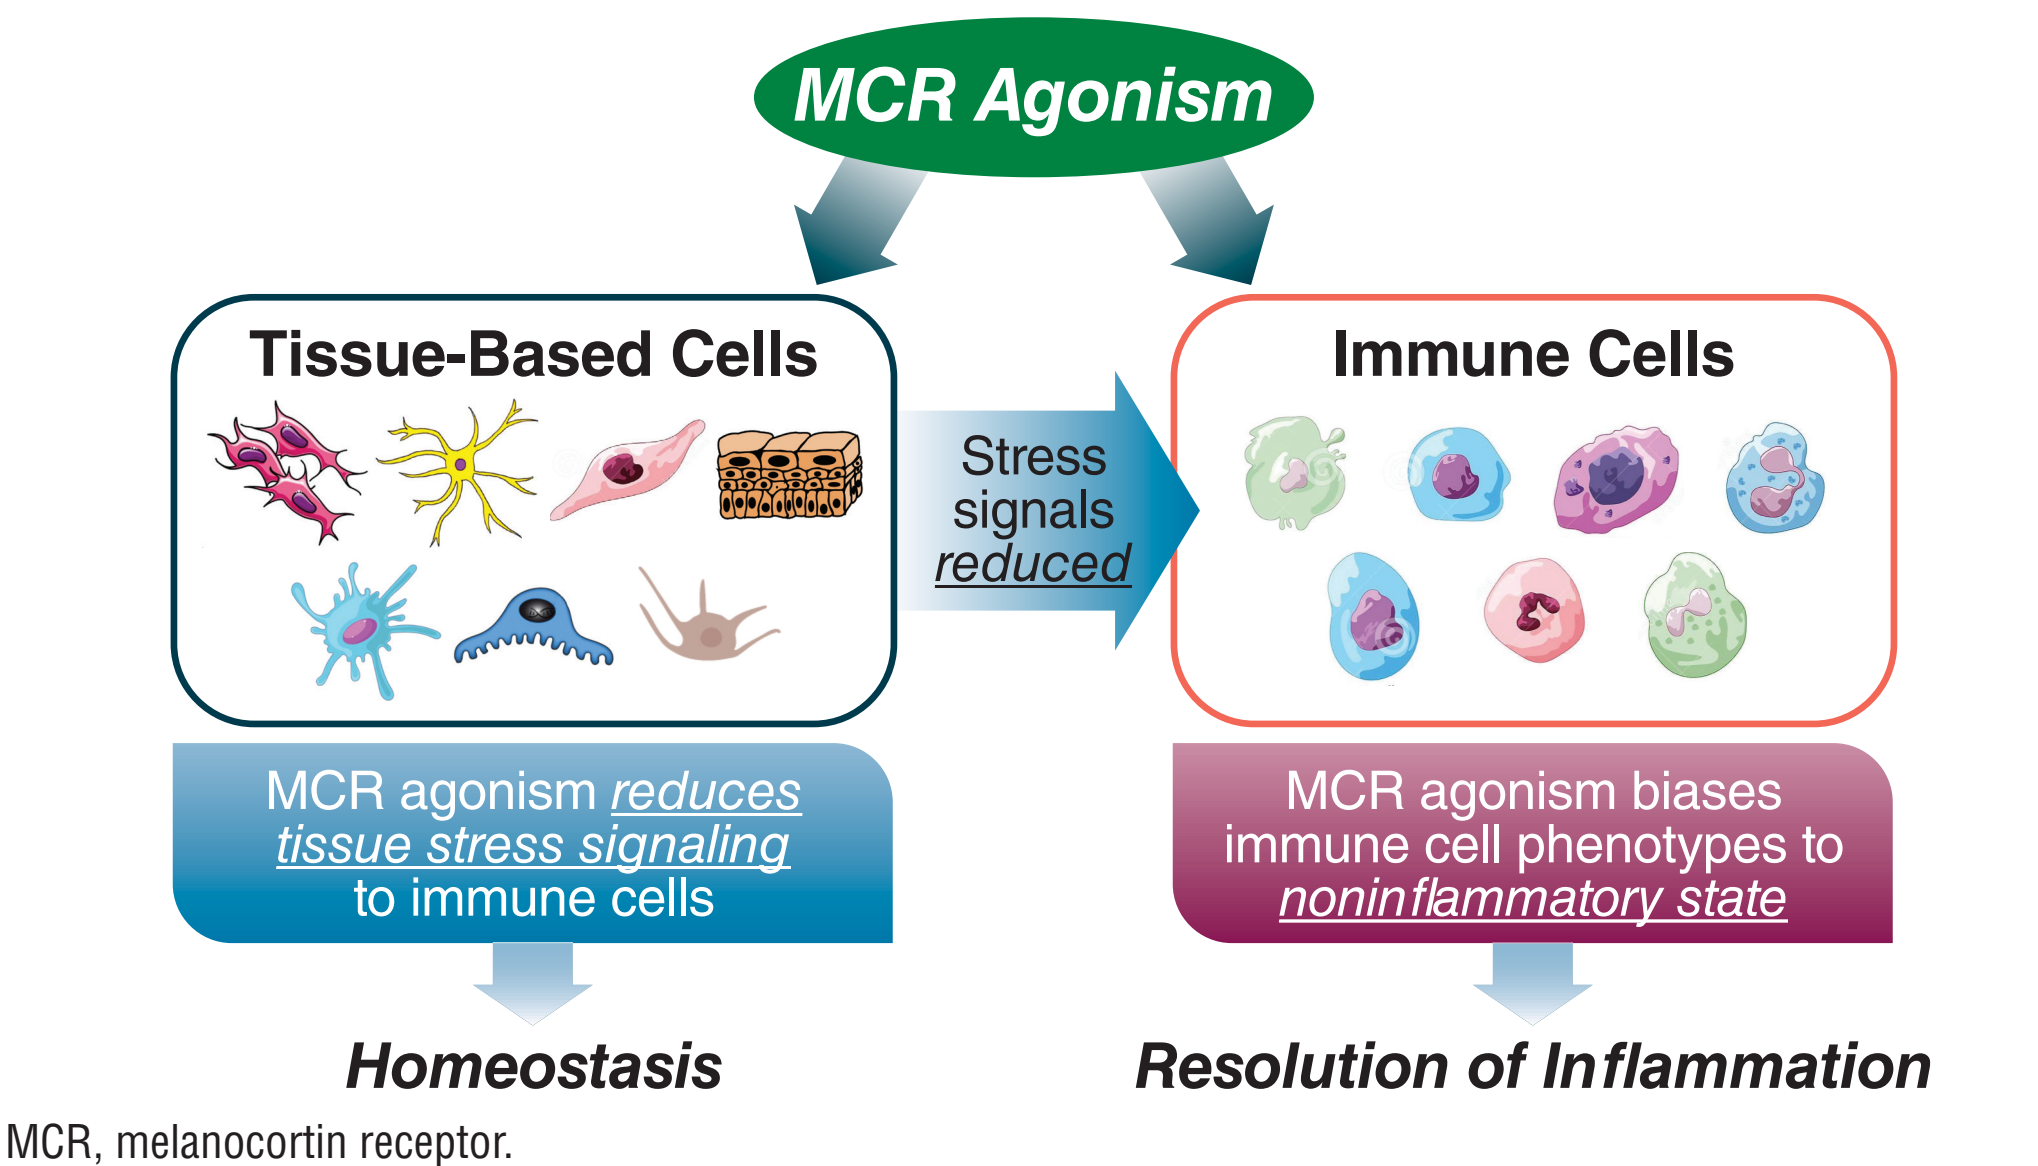 MCR Agonism
Tissue-Based Cells
Stress
signals
reduced
Immune Cells
MCR agonism reduces
tissue stress signaling
to immune cells
MCR agonism biases
immune cell phenotypes to
noninflammatory state
Homeostasis
Resolution of Inflammation
MCR, melanocortin receptor.